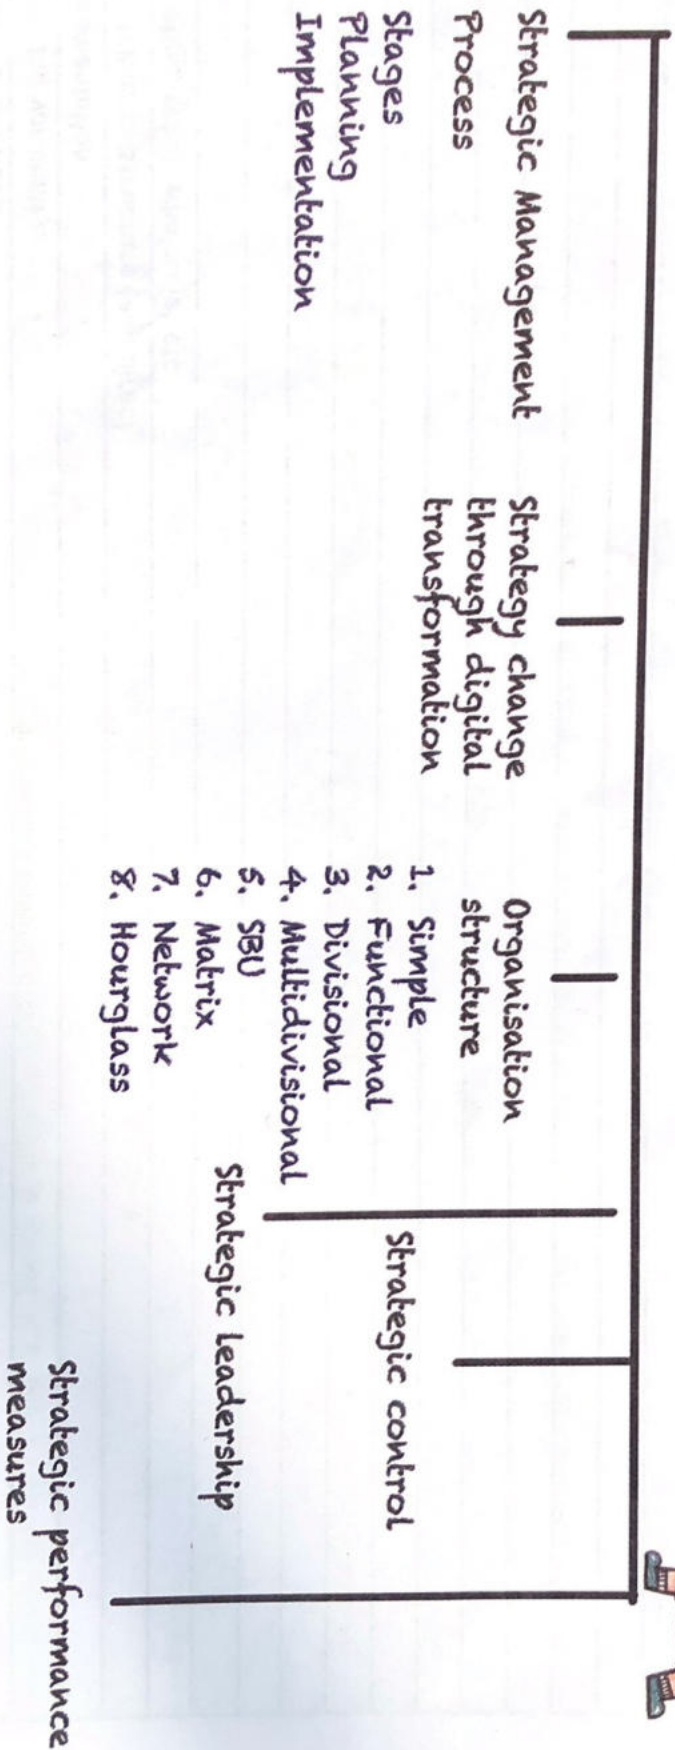 Strategic Management
Process
Stages
Planning
Implementation
Strategy change
through digital
transformation
Organisation
structure
1. Simple
2. Functional
3. Divisional
4. Multidivisional
5. SBU
6. Matrix
7. Network
8. Hourglass
Strategic leadership
Strategic control
Strategic performance
measures